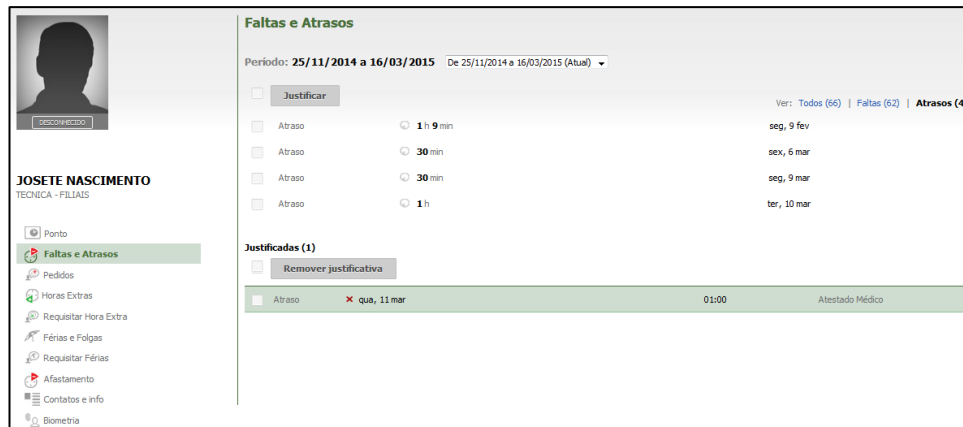 DESCONHECIDO
JOSETE NASCIMENTO
TECNICA - FILIAIS
Ponto
Faltas e Atrasos
Pedidos
Horas Extras
Requisitar Hora Extra
Férias e Folgas
Requisitar Férias
Afastamento
Contatos e info
Biometria
Faltas e Atrasos
Período: 25/11/2014 a 16/03/2015 De 25/11/2014 a 16/03/2015 (Atual)
Justificar
Ver: Todos (66) | Faltas (62) | Atrasos (4
Atraso 1 h 9 min seg, 9 fev
Atraso 30 min sex, 6 mar
Atraso 30 min seg, 9 mar
Atraso 1 h ter, 10 mar
Justificadas (1)
Remover justificativa
Atraso qua, 11 mar 01:00 Atestado Médico